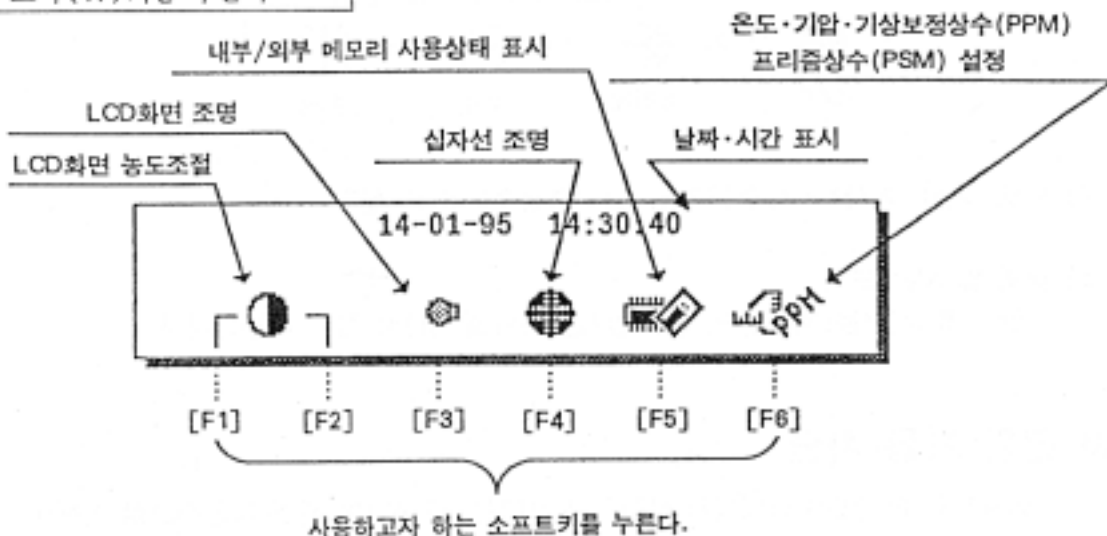 온도·기압·기상보정상수(PPM)
프리즘상수(PSM) 설정
내부/외부 메모리 사용상태 표시
LCD화면 조명
십자선 조명
날짜·시간 표시
LCD화면 농도조절
14-01-95 14:30:40
PPM
[F1] [F2] [F3] [F4] [F5] [F6]
사용하고자 하는 소프트키를 누른다.